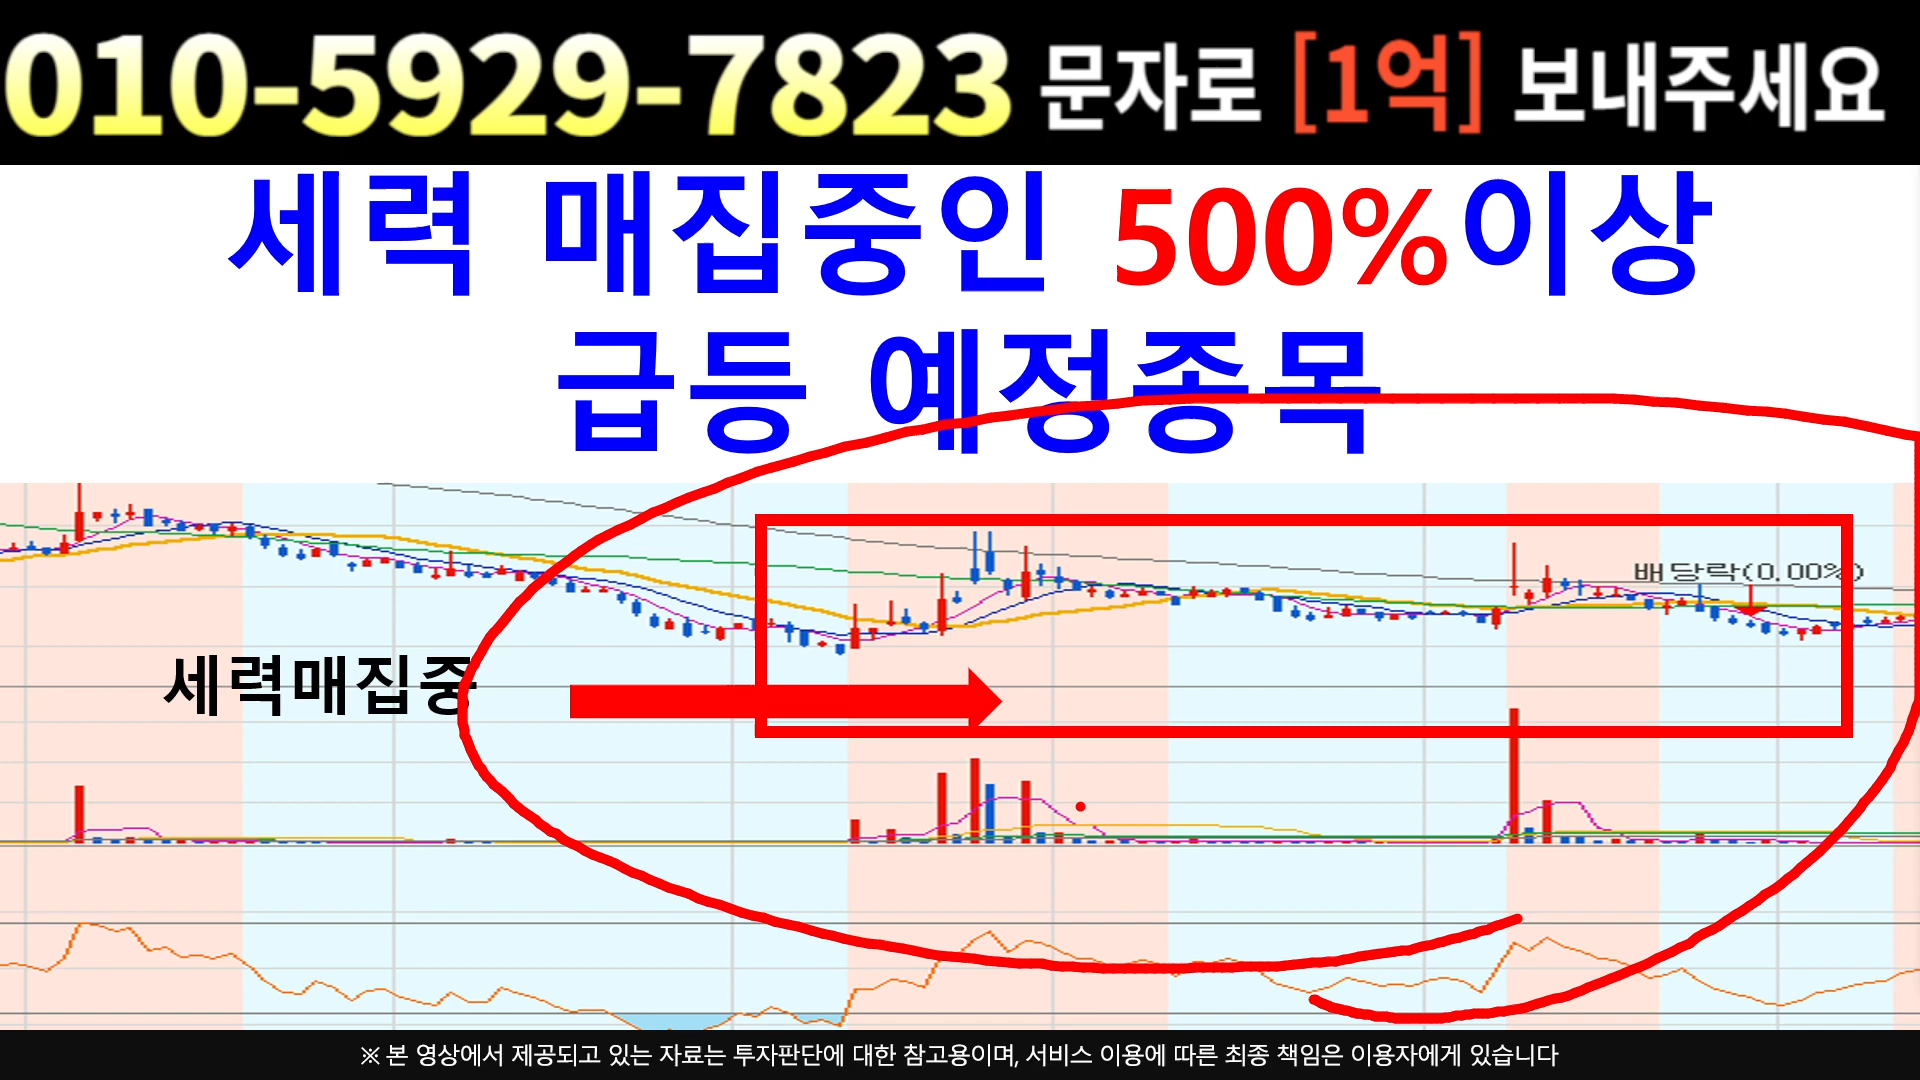 010-5929-7823 문자로 [1억] 보내주세요
세력 매집중인 500%이상
급등 예정종목
배당락(0.00%)
세력매집중
※ 본 영상에서 제공되고 있는 자료는 투자판단에 대한 참고용이며, 서비스 이용에 따른 최종 책임은 이용자에게 있습니다